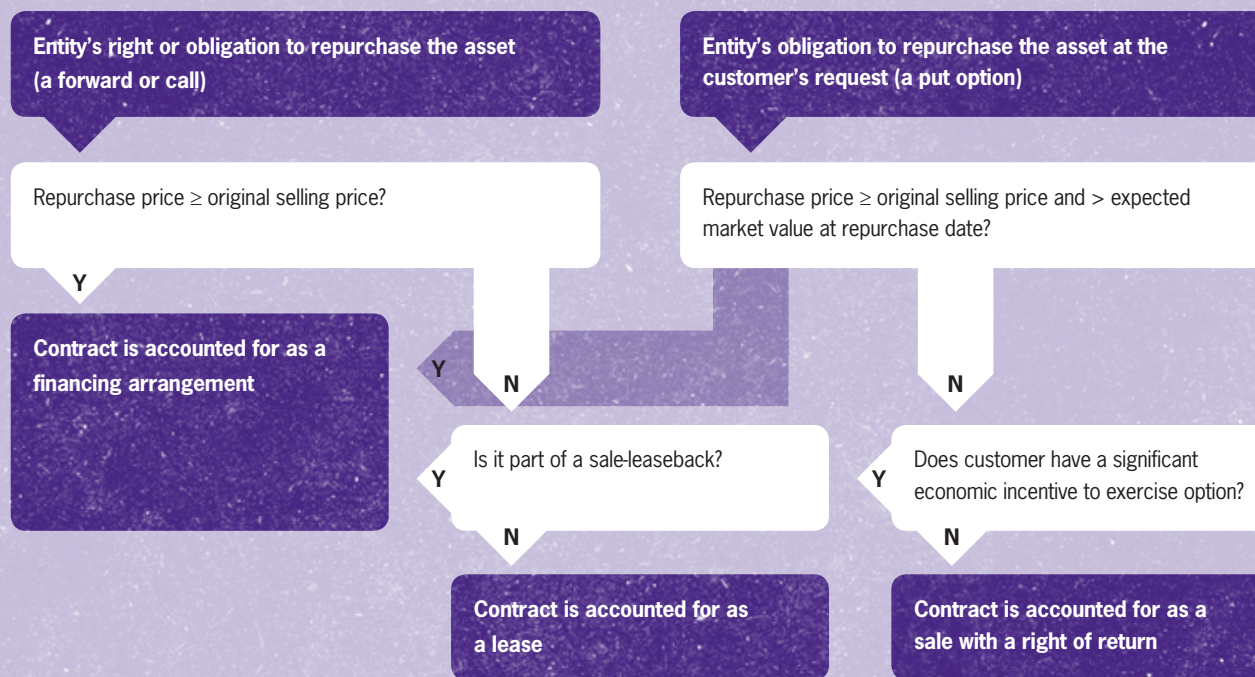 Entity's right or obligation to repurchase the asset
(a forward or call)
Entity's obligation to repurchase the asset at the
customer's request (a put option)
Repurchase price ≥ original selling price?
Repurchase price ≥ original selling price and > expected
market value at repurchase date?
Y
Contract is accounted for as a
financing arrangement
Y
N
N
Y
Is it part of a sale-leaseback?
Y
Does customer have a significant
economic incentive to exercise option?
N
N
Contract is accounted for as
a lease
Contract is accounted for as a
sale with a right of return